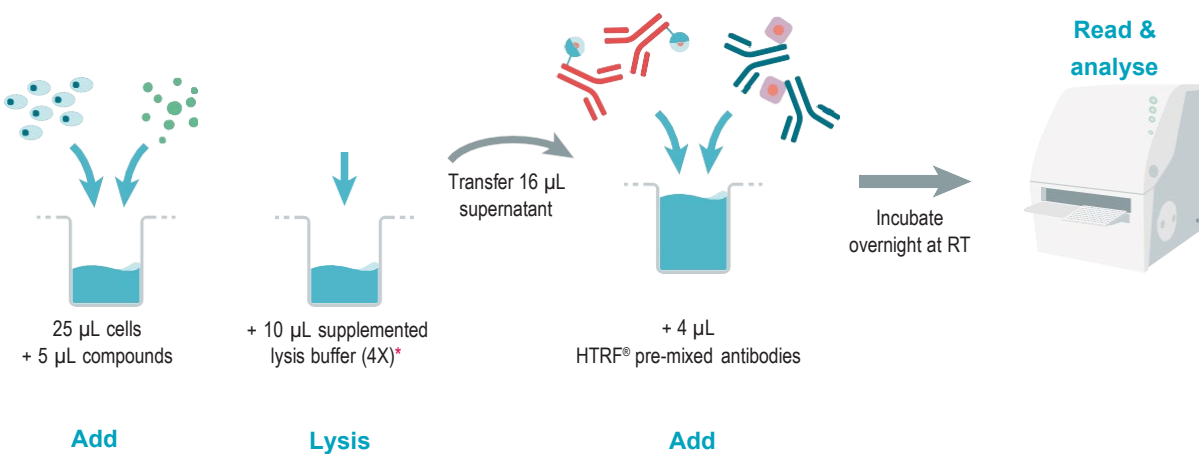 25 µL cells
+ 5 µL compounds
Add
+ 10 µL supplemented
lysis buffer (4X)*
Lysis
Transfer 16 µL
supernatant
+ 4 µL
HTRF® pre-mixed antibodies
Add
Incubate
overnight at RT
Read &
analyse